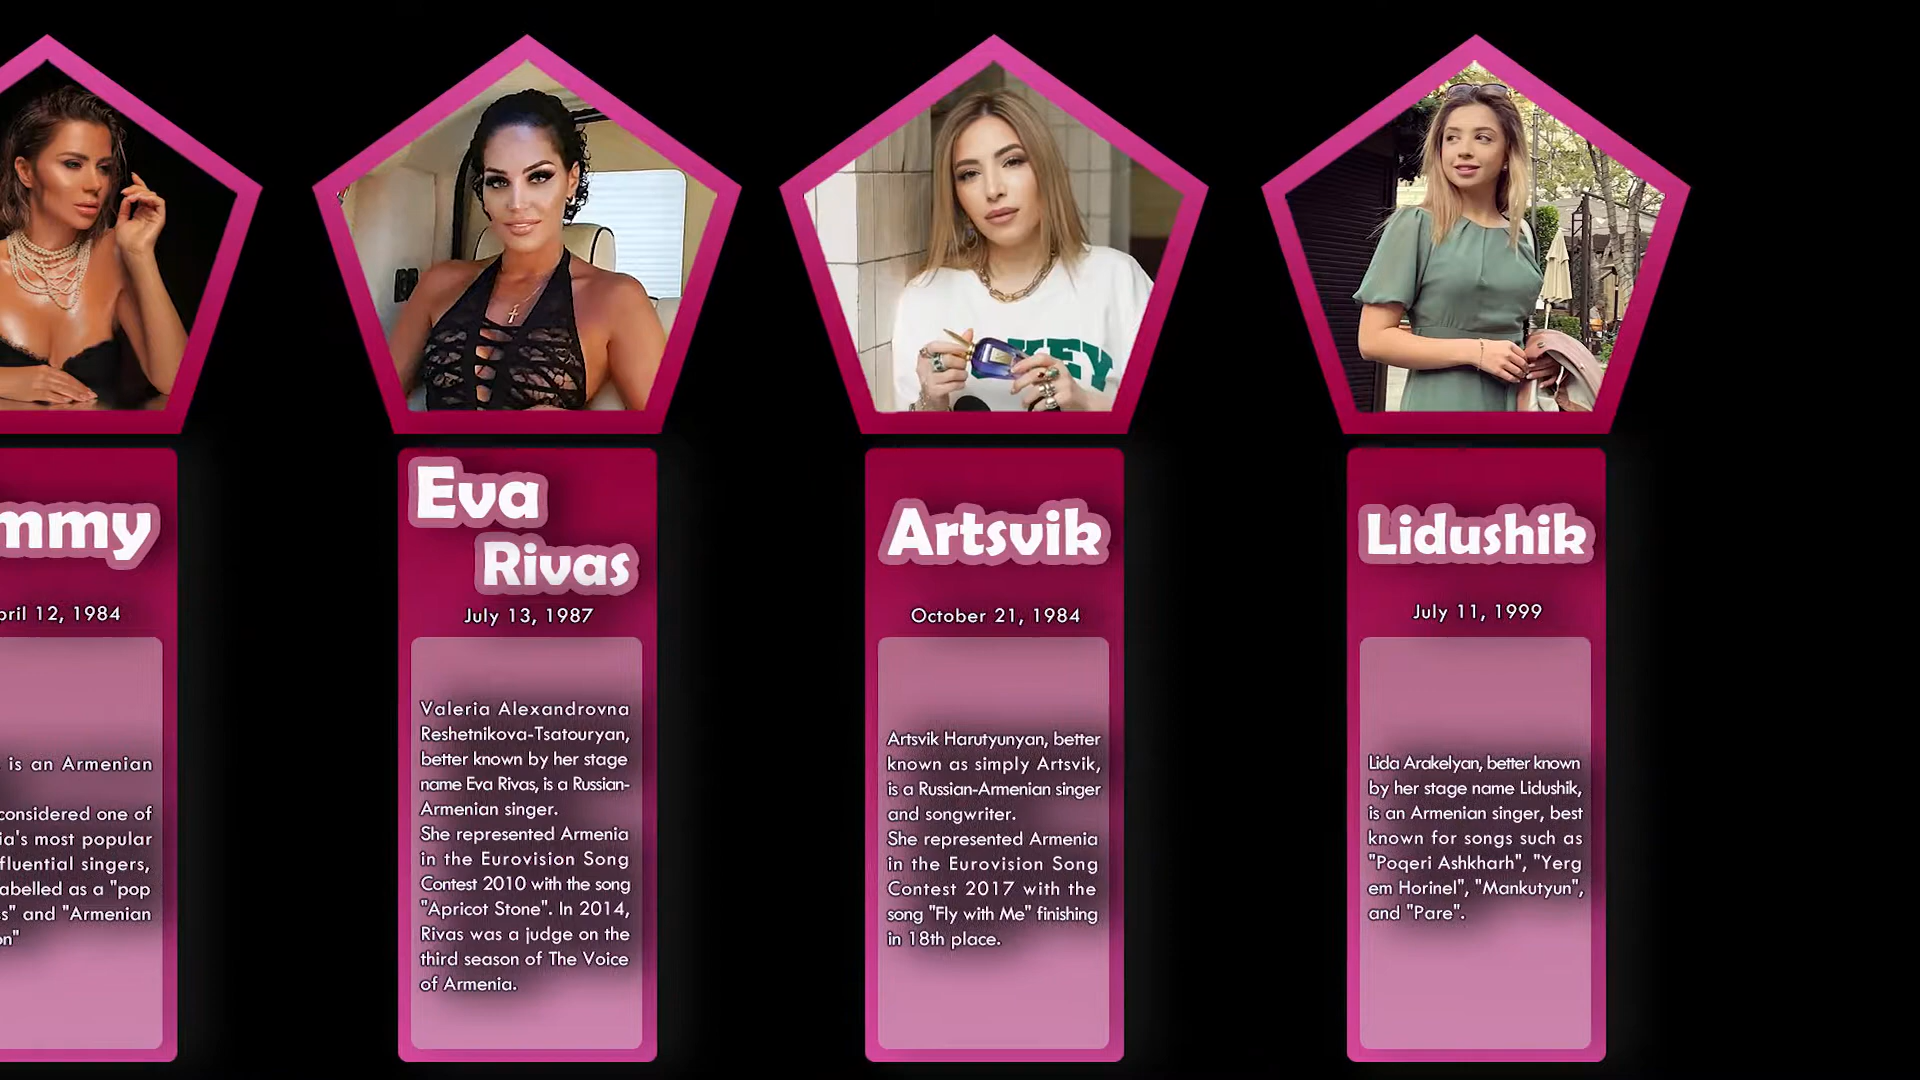 mmy
pril 12, 1984
is an Armenian
considered one of
ia's most popular
fluential singers,
abelled as a "pop
s" and "Armenian
on"
Eva
Rivas
July 13, 1987
Valeria Alexandrovna
Reshetnikova-Tsatouryan,
better known by her stage
name Eva Rivas, is a Russian-
Armenian singer.
She represented Armenia
in the Eurovision Song
Contest 2010 with the song
"Apricot Stone". In 2014,
Rivas was a judge on the
third season of The Voice
of Armenia.
Artsvik
October 21, 1984
Artsvik Harutyunyan, better
known as simply Artsvik,
is a Russian-Armenian singer
and songwriter.
She represented Armenia
in the Eurovision Song
Contest 2017 with the
song "Fly with Me" finishing
in 18th place.
Lidushik
July 11, 1999
Lida Arakelyan, better known
by her stage name Lidushik,
is an Armenian singer, best
known for songs such as
"Poqeri Ashkharh", "Yerg
em Horinel", "Mankutyun",
and "Pare".